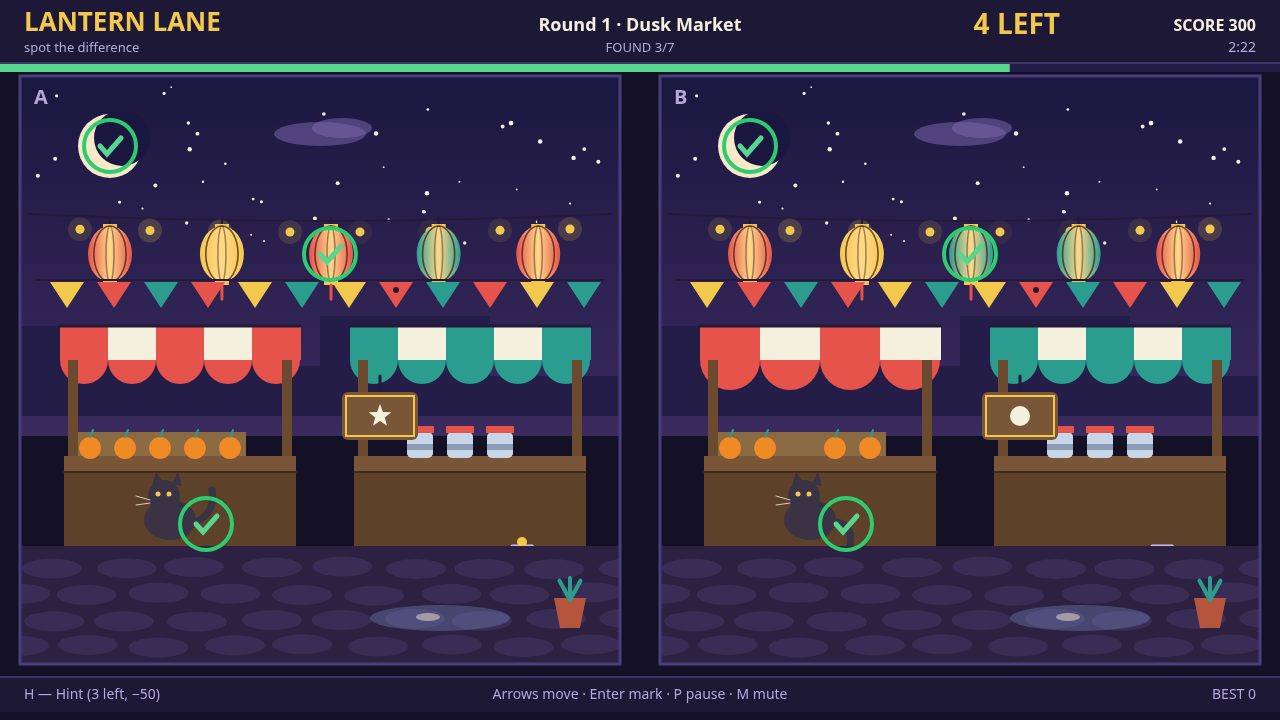 LANTERN LANE
spot the difference
Round 1 · Dusk Market
FOUND 3/7
4 LEFT
SCORE 300
2:22
A
B
H — Hint (3 left, −50)
Arrows move · Enter mark · P pause · M mute
BEST 0